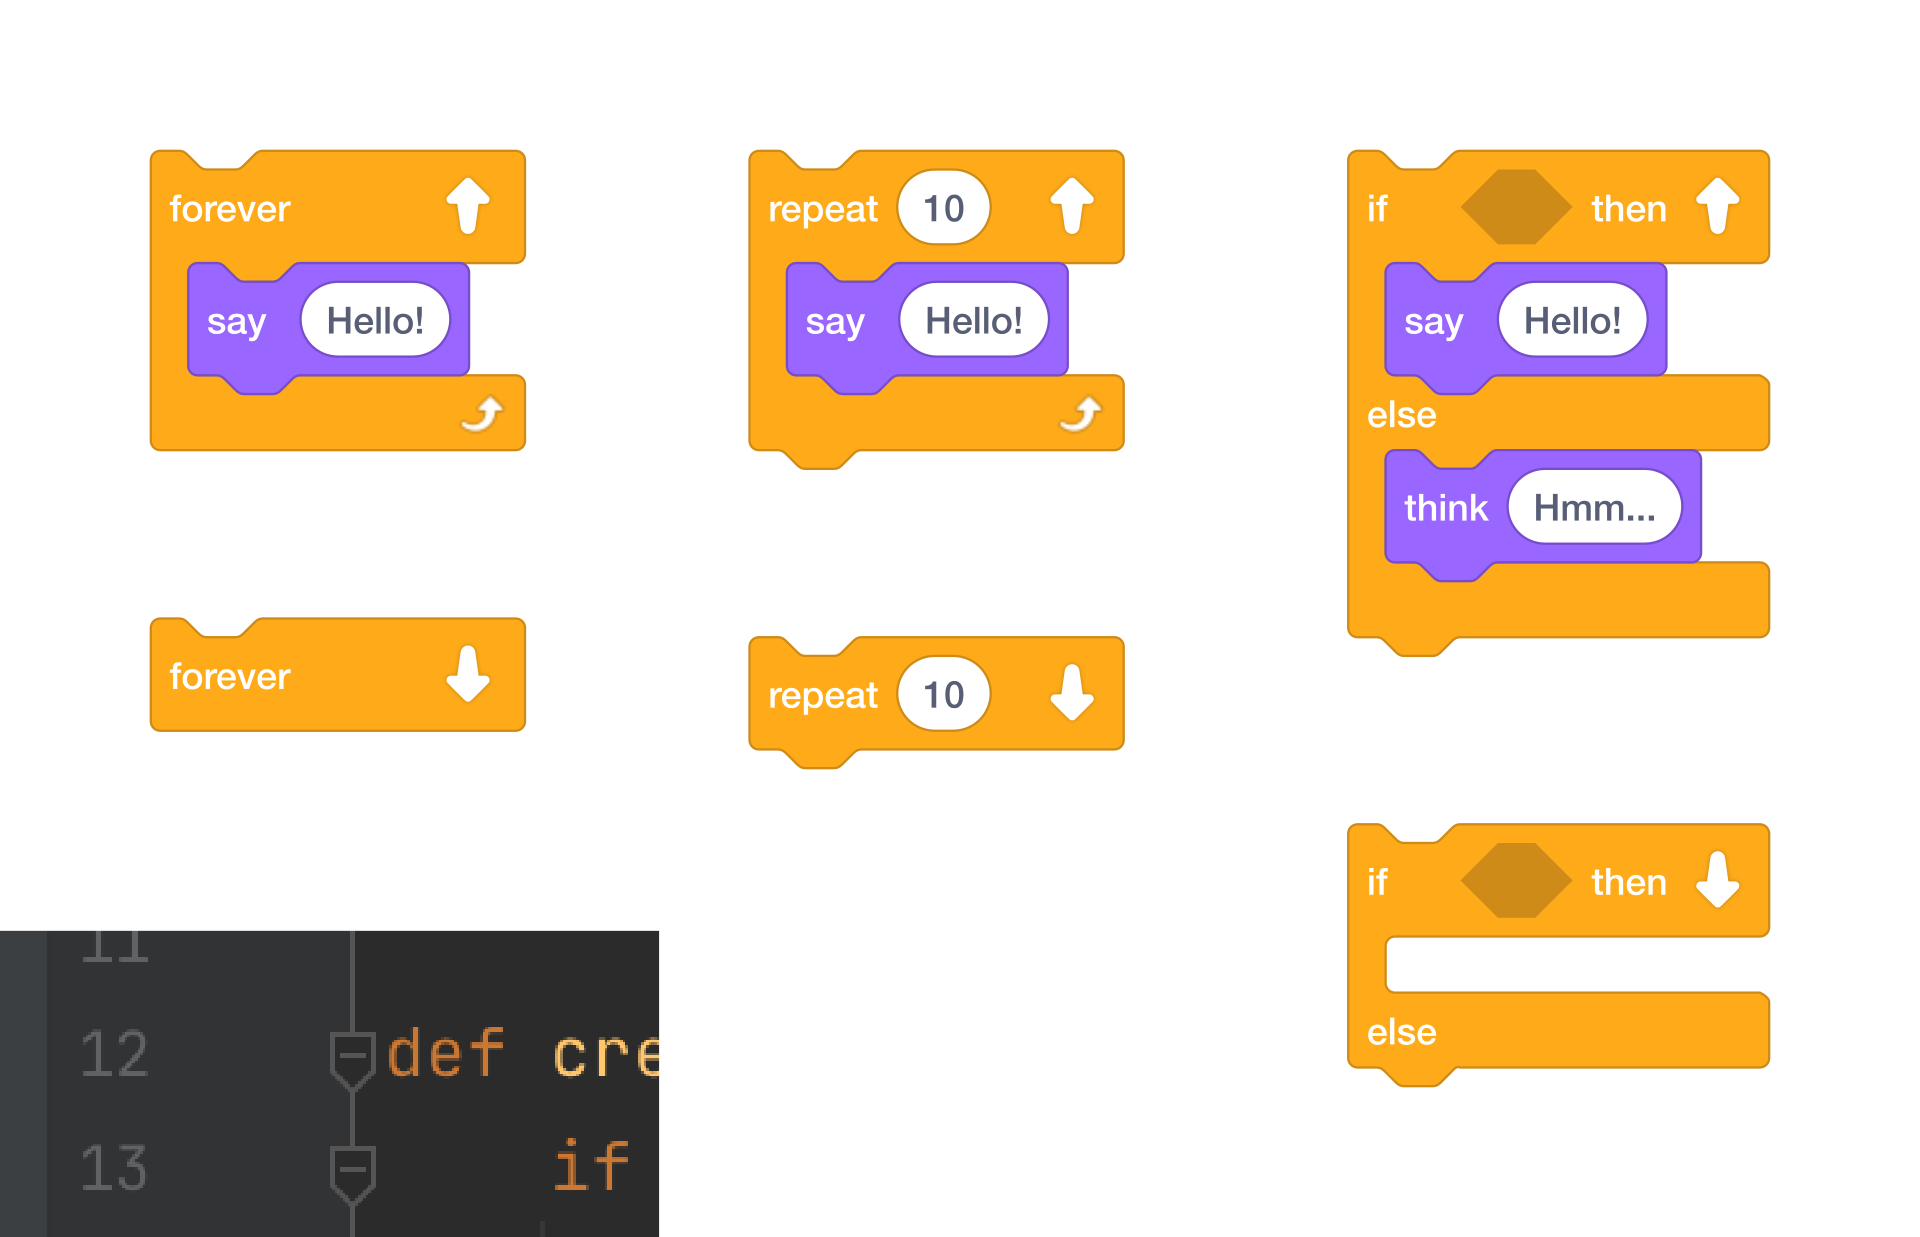 forever
say Hello!
repeat 10
say Hello!
if then
say Hello!
else
think Hmm...
forever
repeat 10
if then
else
11
12 def cre
13 if